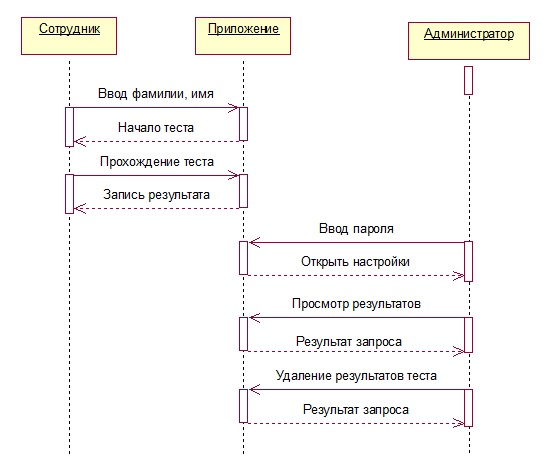 Сотрудник
Приложение
Администратор
Ввод фамилии, имя
Начало теста
Прохождение теста
Запись результата
Ввод пароля
Открыть настройки
Просмотр результатов
Результат запроса
Удаление результатов теста
Результат запроса